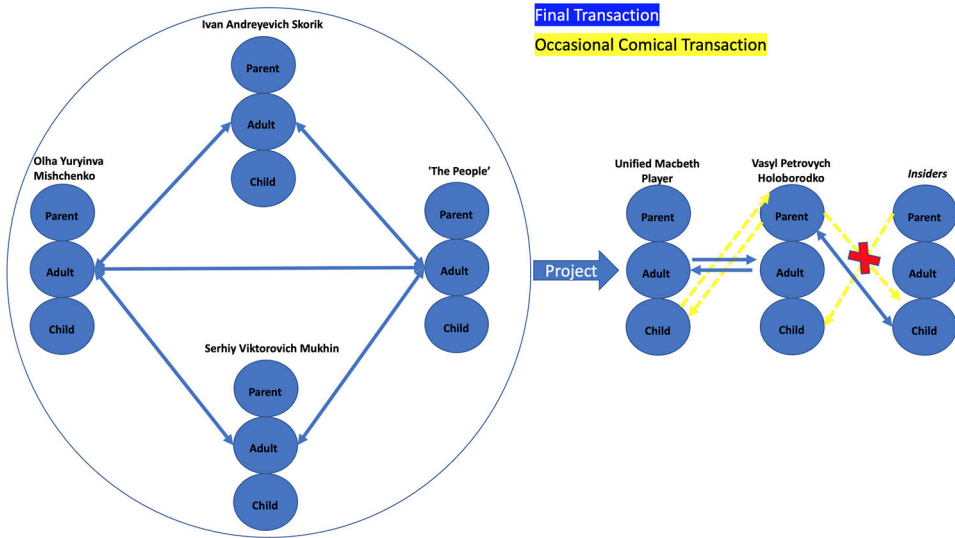 Final Transaction
Occasional Comical Transaction
Ivan Andreyevich Skorik
Parent
Adult
Child
Olha Yuryinva
Mishchenko
Parent
Adult
Child
'The People'
Parent
Adult
Child
Serhiy Viktorovich Mukhin
Parent
Adult
Child
Project
Unified Macbeth
Player
Parent
Adult
Child
Vasyl Petrovych
Holoborodko
Parent
Adult
Child
Insiders
Parent
Adult
Child